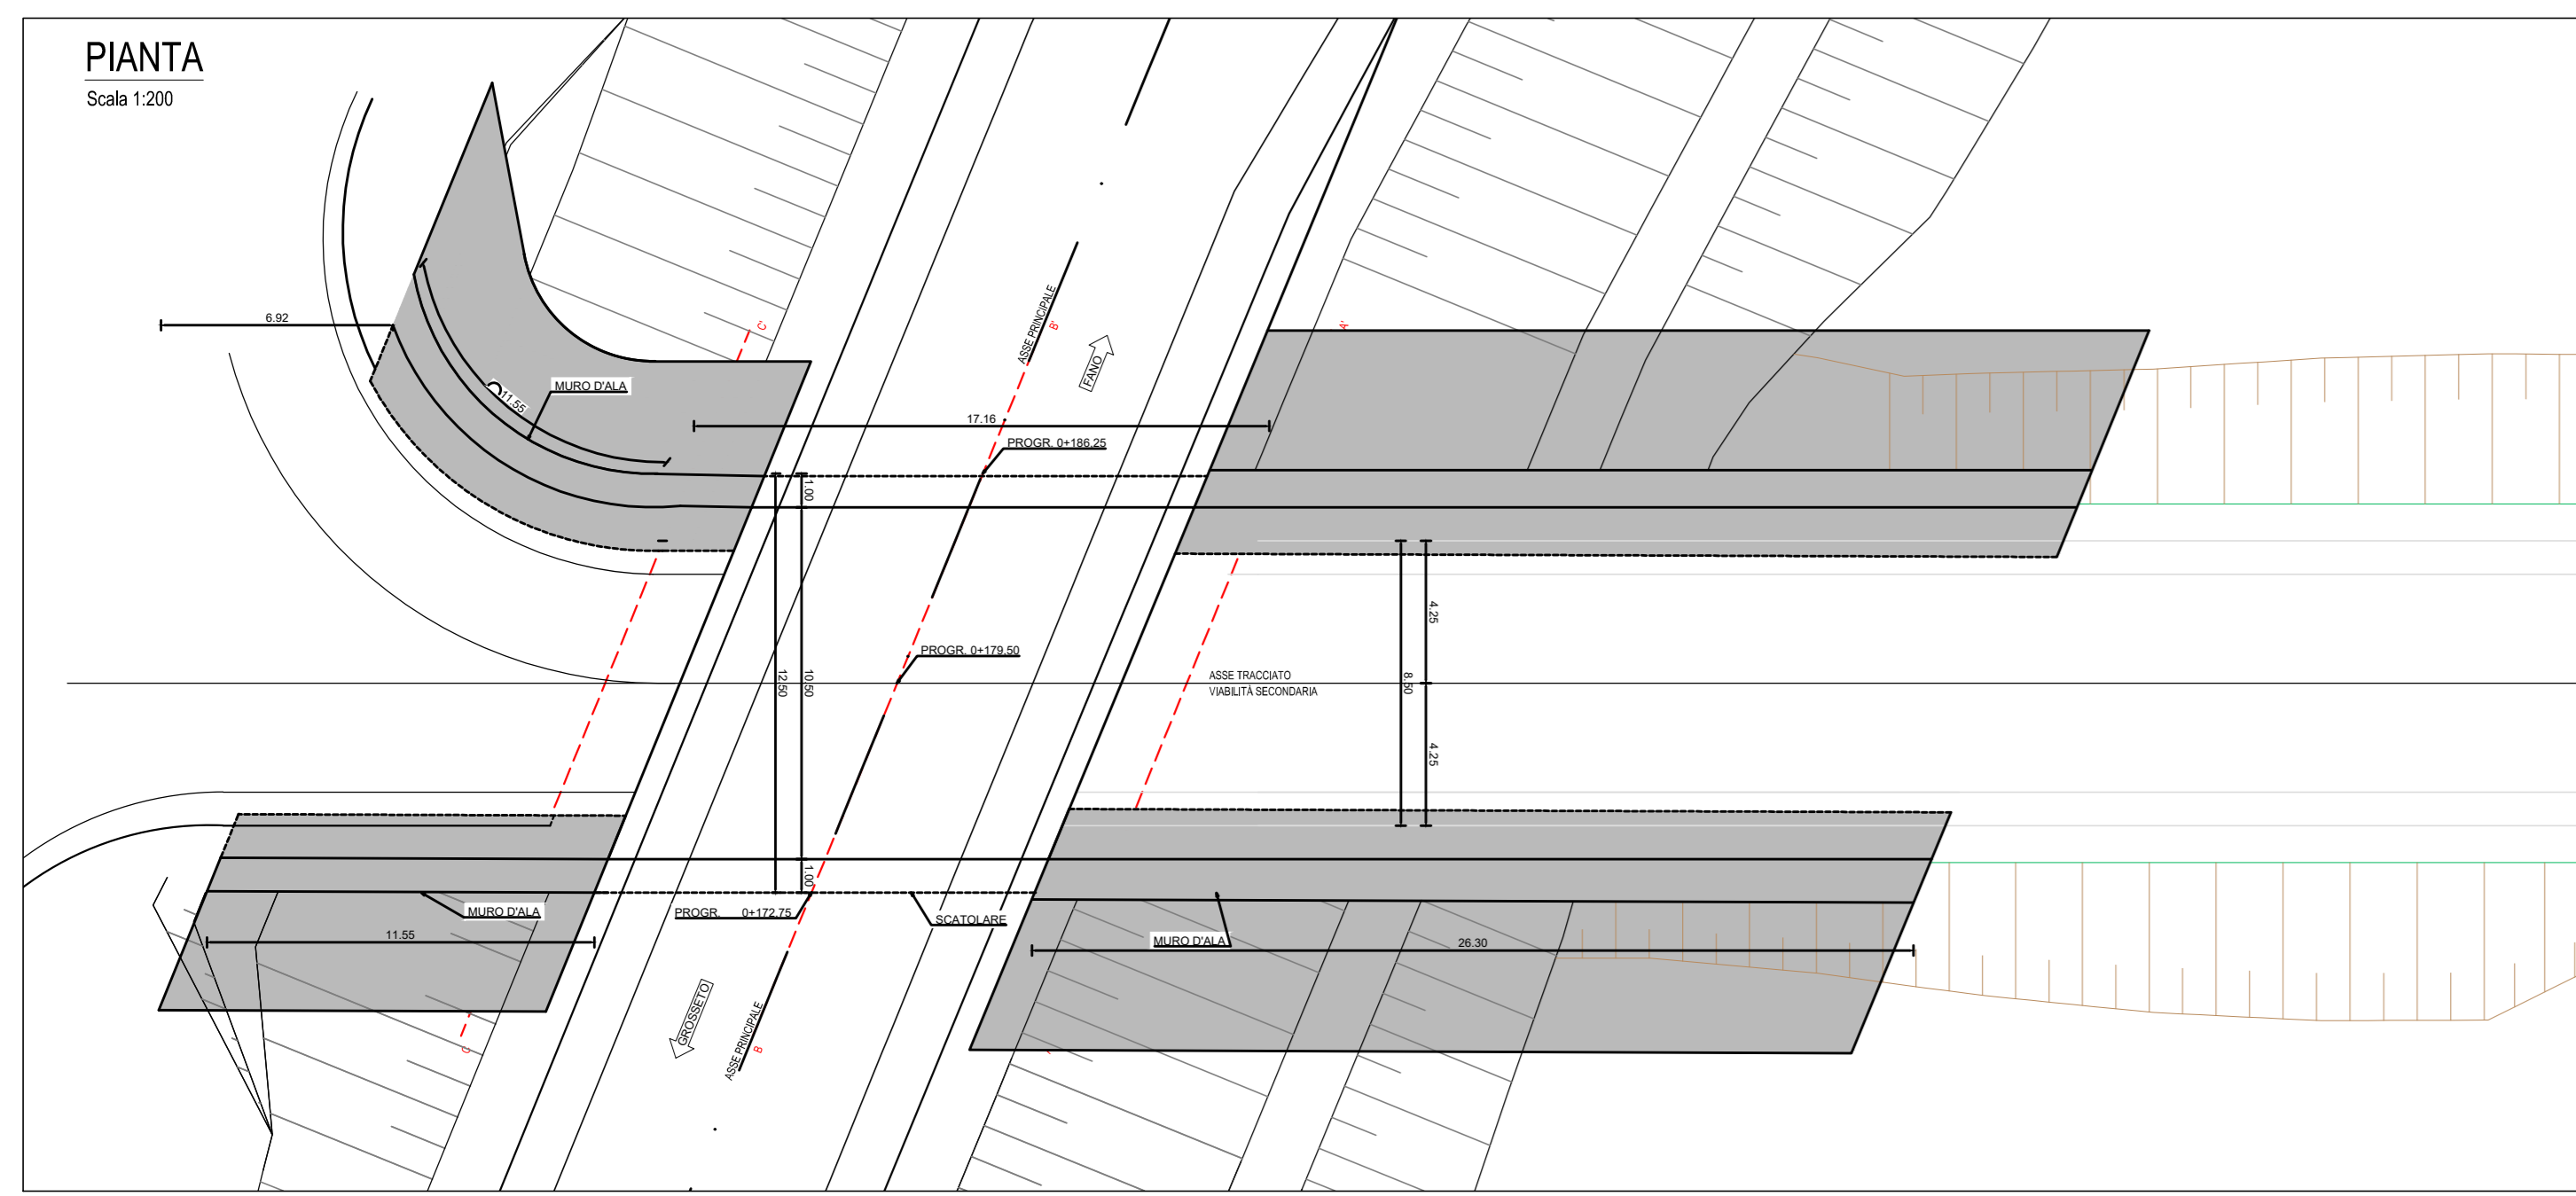 PIANTA
Scala 1:200
C'
ASSE PRINCIPALE
B'
A'
FANO
6.92
MURO D'ALA
11.55
17.16
PROGR. 0+186.25
1.00
4.25
PROGR. 0+179.50
12.50
10.50
8.50
ASSE TRACCIATO
VIABILITÀ SECONDARIA
4.25
1.00
MURO D'ALA
PROGR. 0+172.75
SCATOLARE
11.55
MURO D'ALA
26.30
GROSSETO
ASSE PRINCIPALE
C
B